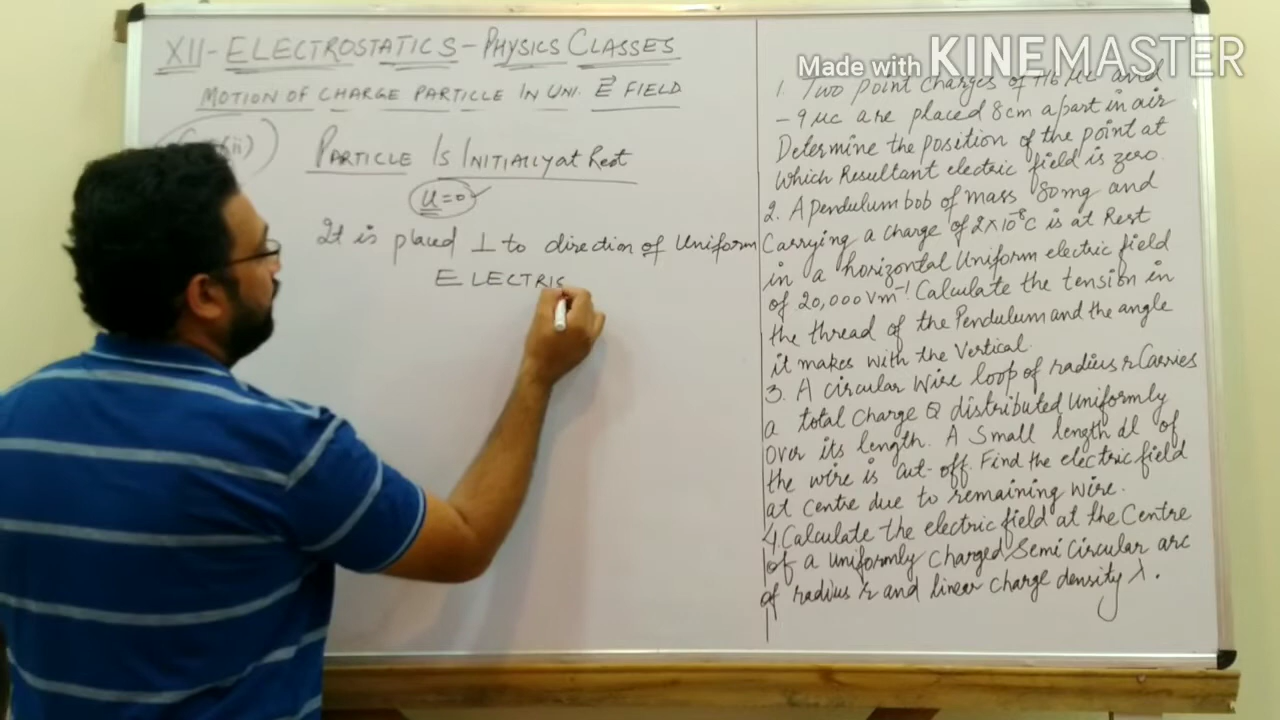 XII-ELECTROSTATICS-PHYSICS CLASSES
MOTION OF CHARGE PARTICLE IN UNI. E⃗ FIELD
PARTICLE IS INITIALLY at Rest
u=0
It is placed ⊥ to direction of Uniform
ELECTRIC
Made with KINEMASTER
1. Two point charges of +16 μc and
-9 μc are placed 8cm apart in air
Determine the position of the point at
which Resultant electric field is zero.
2. A pendulum bob of mass 80mg and
Carrying a charge of 2×10⁻⁸C is at Rest
in a horizontal Uniform electric field
of 20,000 Vm⁻¹. Calculate the tension in
the thread of the Pendulum and the angle
it makes with the Vertical.
3. A circular wire loop of radius r Carries
a total charge Q distributed Uniformly
over its length. A Small length dl of
the wire is cut-off. Find the electric field
at centre due to remaining wire.
4. Calculate the electric field at the Centre
of a uniformly charged Semi Circular arc
of radius r and linear charge density λ.